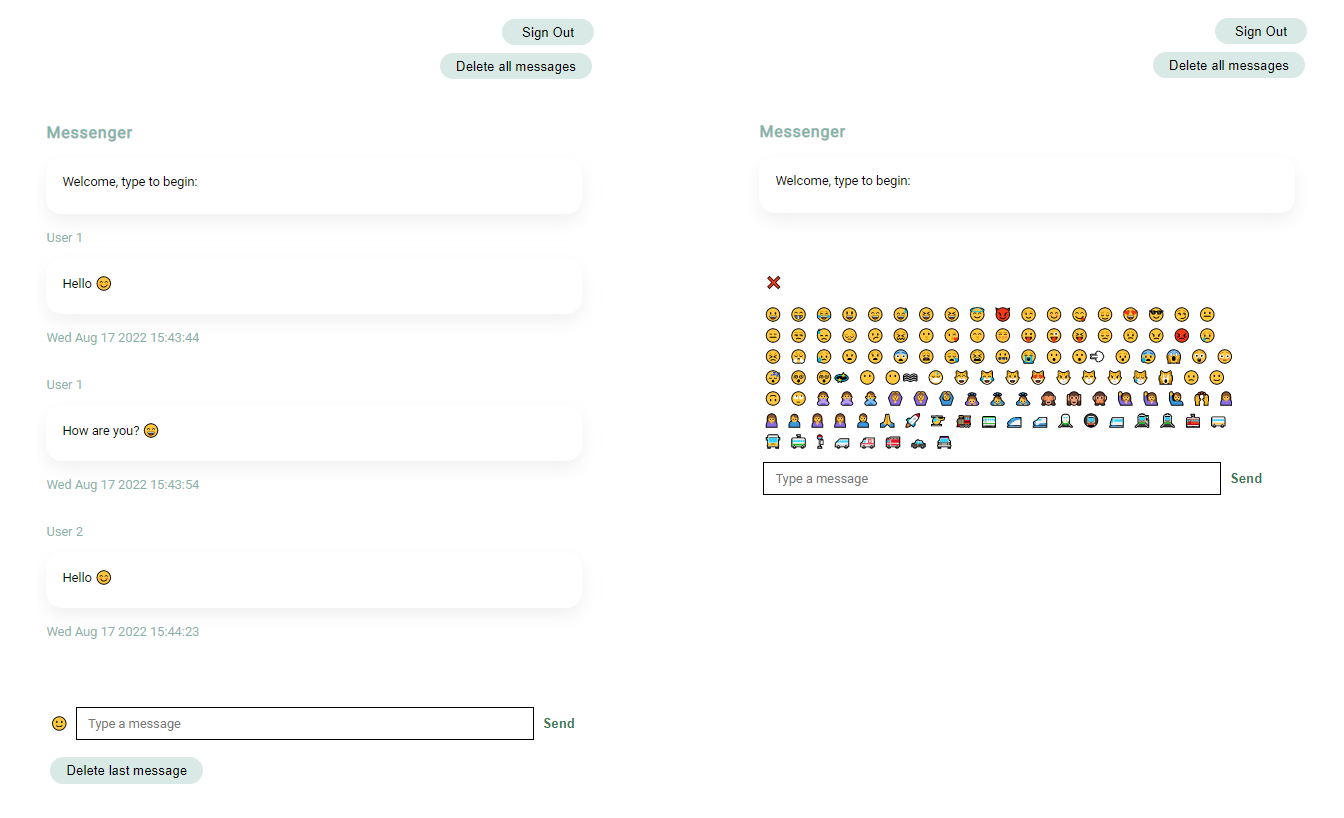 Sign Out
Delete all messages
Messenger
Welcome, type to begin:
User 1
Hello 😊
Wed Aug 17 2022 15:43:44
User 1
How are you? 😄
Wed Aug 17 2022 15:43:54
User 2
Hello 😊
Wed Aug 17 2022 15:44:23
Type a message
Send
Delete last message
Sign Out
Delete all messages
Messenger
Welcome, type to begin:
Type a message
Send